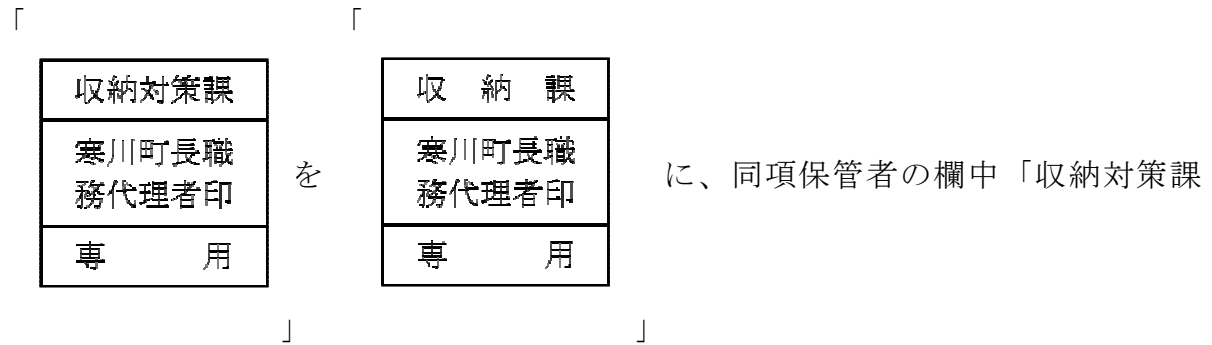 「
収納対策課
寒川町長職
務代理者印
専　　用
」
を
「
収　納　課
寒川町長職
務代理者印
専　　用
」
に、同項保管者の欄中「収納対策課